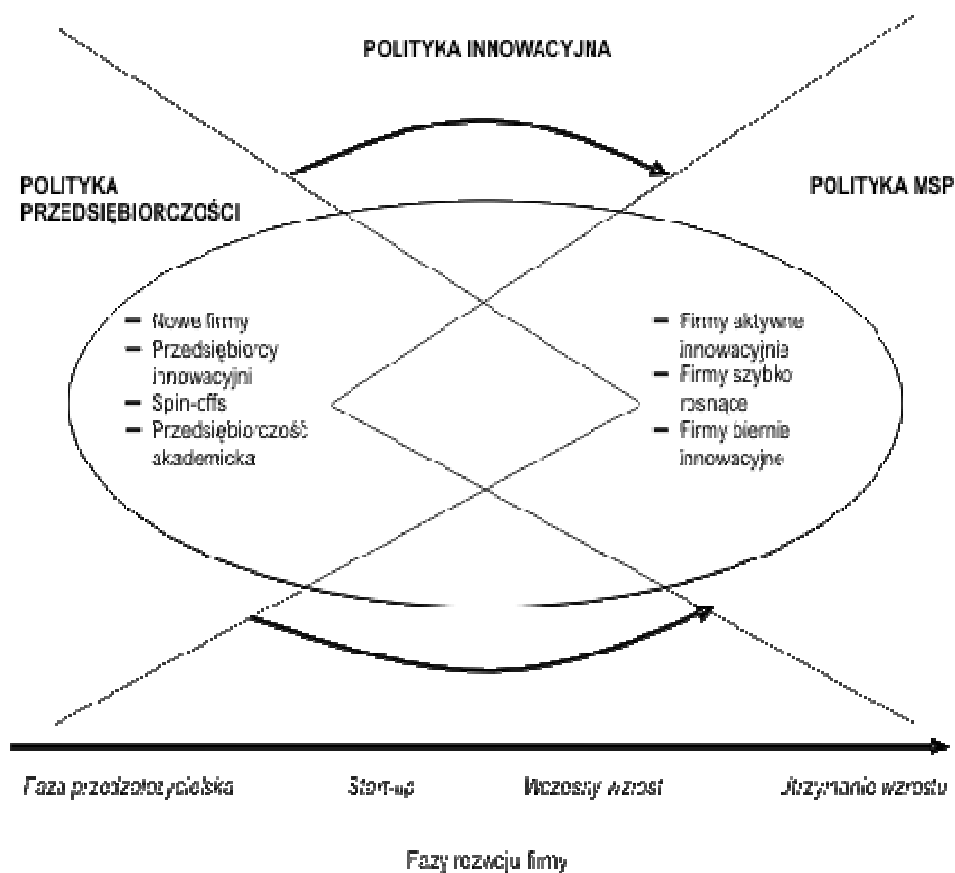 POLITYKA INNOWACYJNA
POLITYKA
PRZEDSIĘBIORCZOŚCI
POLITYKA MSP
– Nowe firmy
– Przedsiębiorcy
innowacyjni
– Spin-offs
– Przedsiębiorczość
akademicka
– Firmy aktywne
innowacyjnie
– Firmy szybko
rosnące
– Firmy biernie
innowacyjne
Faza przedzałożycielska
Start-up
Wczesny wzrost
Utrzymanie wzrostu
Fazy rozwoju firmy